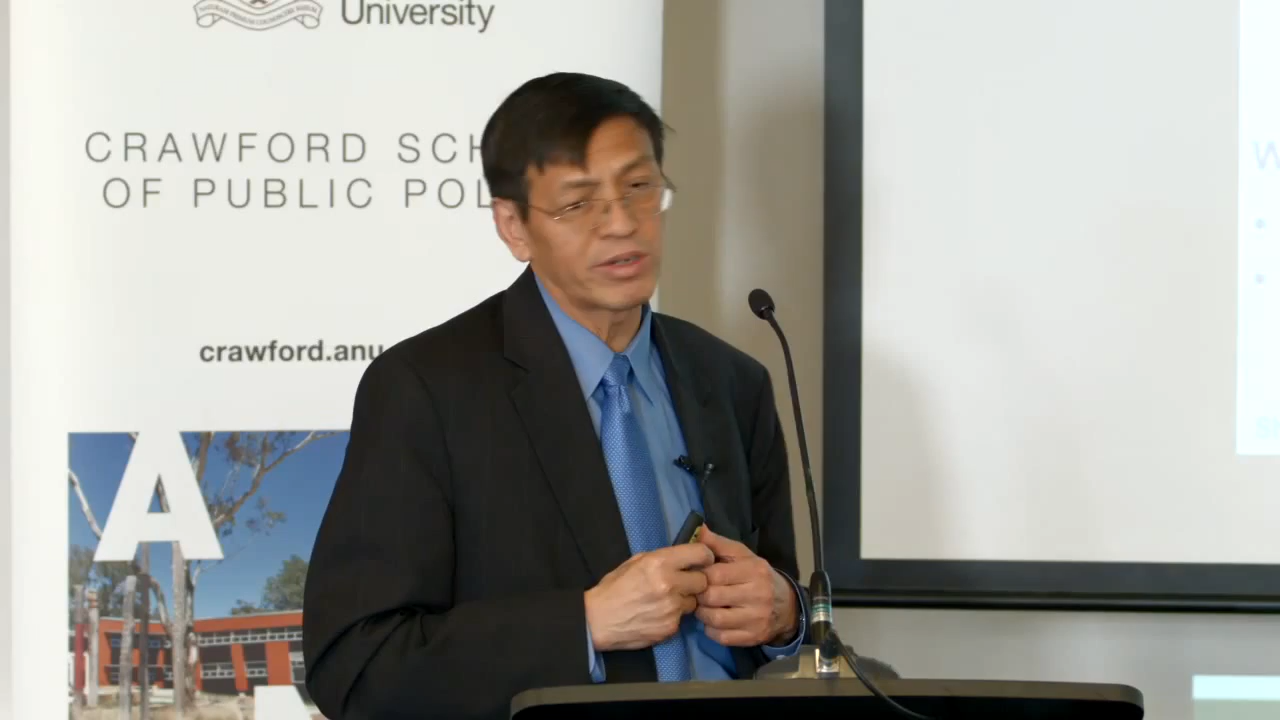 University
CRAWFORD SCH
OF PUBLIC POL
crawford.anu
A
W